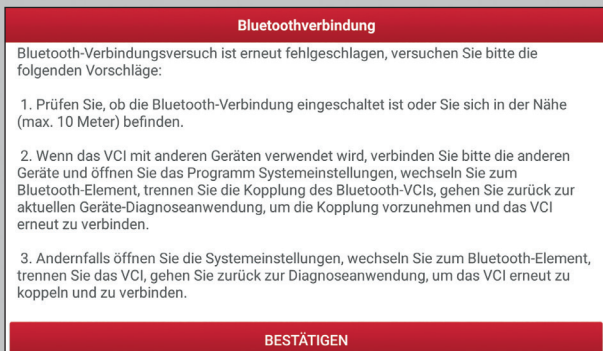 Bluetoothverbindung
Bluetooth-Verbindungsversuch ist erneut fehlgeschlagen, versuchen Sie bitte die
folgenden Vorschläge:
1. Prüfen Sie, ob die Bluetooth-Verbindung eingeschaltet ist oder Sie sich in der Nähe
(max. 10 Meter) befinden.
2. Wenn das VCI mit anderen Geräten verwendet wird, verbinden Sie bitte die anderen
Geräte und öffnen Sie das Programm Systemeinstellungen, wechseln Sie zum
Bluetooth-Element, trennen Sie die Kopplung des Bluetooth-VCIs, gehen Sie zurück zur
aktuellen Geräte-Diagnoseanwendung, um die Kopplung vorzunehmen und das VCI
erneut zu verbinden.
3. Andernfalls öffnen Sie die Systemeinstellungen, wechseln Sie zum Bluetooth-Element,
trennen Sie das VCI, gehen Sie zurück zur Diagnoseanwendung, um das VCI erneut zu
koppeln und zu verbinden.
BESTÄTIGEN